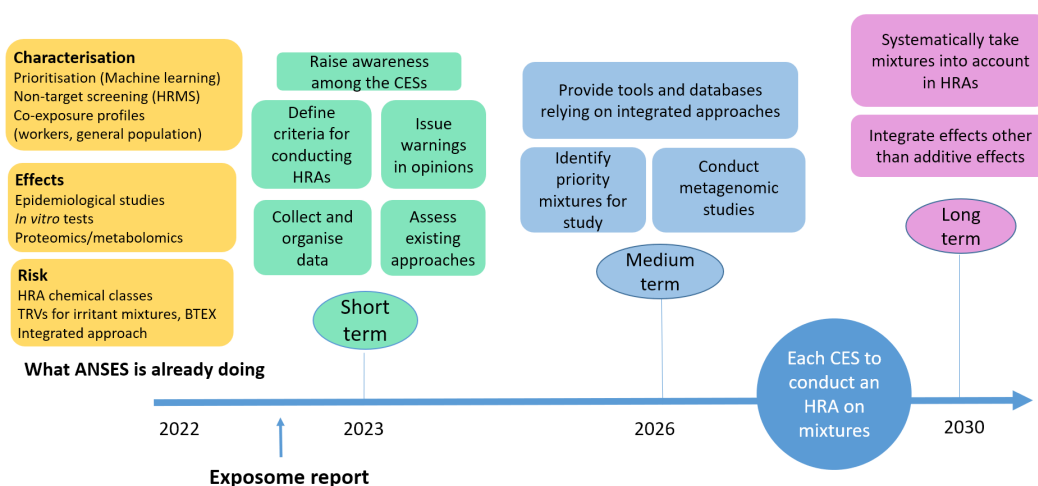 Characterisation
Prioritisation (Machine learning)
Non-target screening (HRMS)
Co-exposure profiles
(workers, general population)
Effects
Epidemiological studies
In vitro tests
Proteomics/metabolomics
Risk
HRA chemical classes
TRVs for irritant mixtures, BTEX
Integrated approach
What ANSES is already doing
Raise awareness
among the CESs
Define
criteria for
conducting
HRAs
Issue
warnings
in opinions
Collect and
organise
data
Assess
existing
approaches
Short
term
Provide tools and databases
relying on integrated approaches
Identify
priority
mixtures for
study
Conduct
metagenomic
studies
Medium
term
Systematically take
mixtures into account
in HRAs
Integrate effects other
than additive effects
Long
term
Each CES to
conduct an
HRA on
mixtures
2022
2023
2026
2030
Exposome report